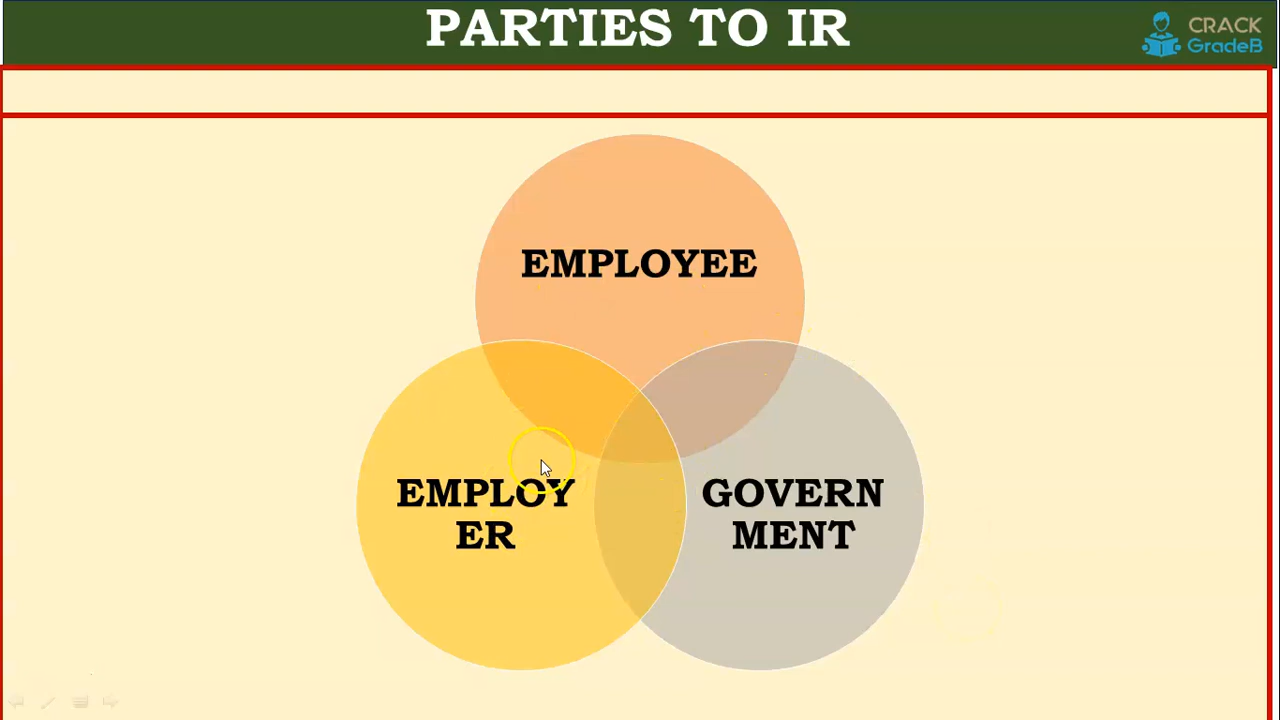 PARTIES TO IR
CRACK
GradeB
EMPLOYEE
EMPLOY
ER
GOVERN
MENT